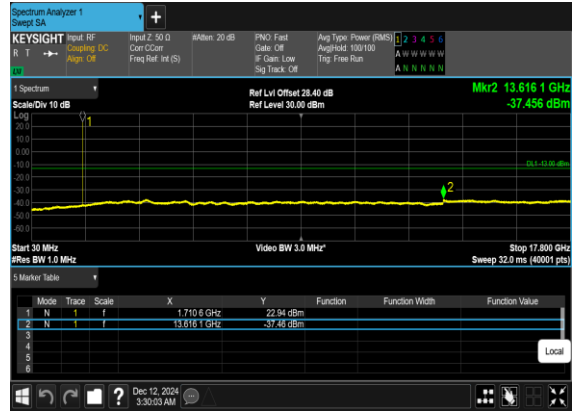 Spectrum Analyzer 1
Swept SA
KEYSIGHT Input: RF Input Z: 50 Ω #Atten: 20 dB PNO: Fast Avg Type: Power (RMS) 1 2 3 4 5 6
R T Coupling: DC Corr CCorr Gate: Off Avg|Hold: 100/100 A W W W W W
Align: Off Freq Ref: Int (S) IF Gain: Low Trig: Free Run
Sig Track: Off A N N N N N
1 Spectrum Ref Lvl Offset 28.40 dB Mkr2 13.616 1 GHz
Scale/Div 10 dB Ref Level 30.00 dBm -37.456 dBm
Log
20.0
10.0
0.00
-10.0
-20.0
-30.0
-40.0
-50.0
-60.0
1
DL1 -13.00 dBm
2
Start 30 MHz Video BW 3.0 MHz* Stop 17.800 GHz
#Res BW 1.0 MHz Sweep 32.0 ms (40001 pts)
5 Marker Table
Mode Trace Scale X Y Function Function Width Function Value
1 N 1 f 1.710 6 GHz 22.94 dBm
2 N 1 f 13.616 1 GHz -37.46 dBm
3
4
5
6
Local
? Dec 12, 2024
3:30:03 AM